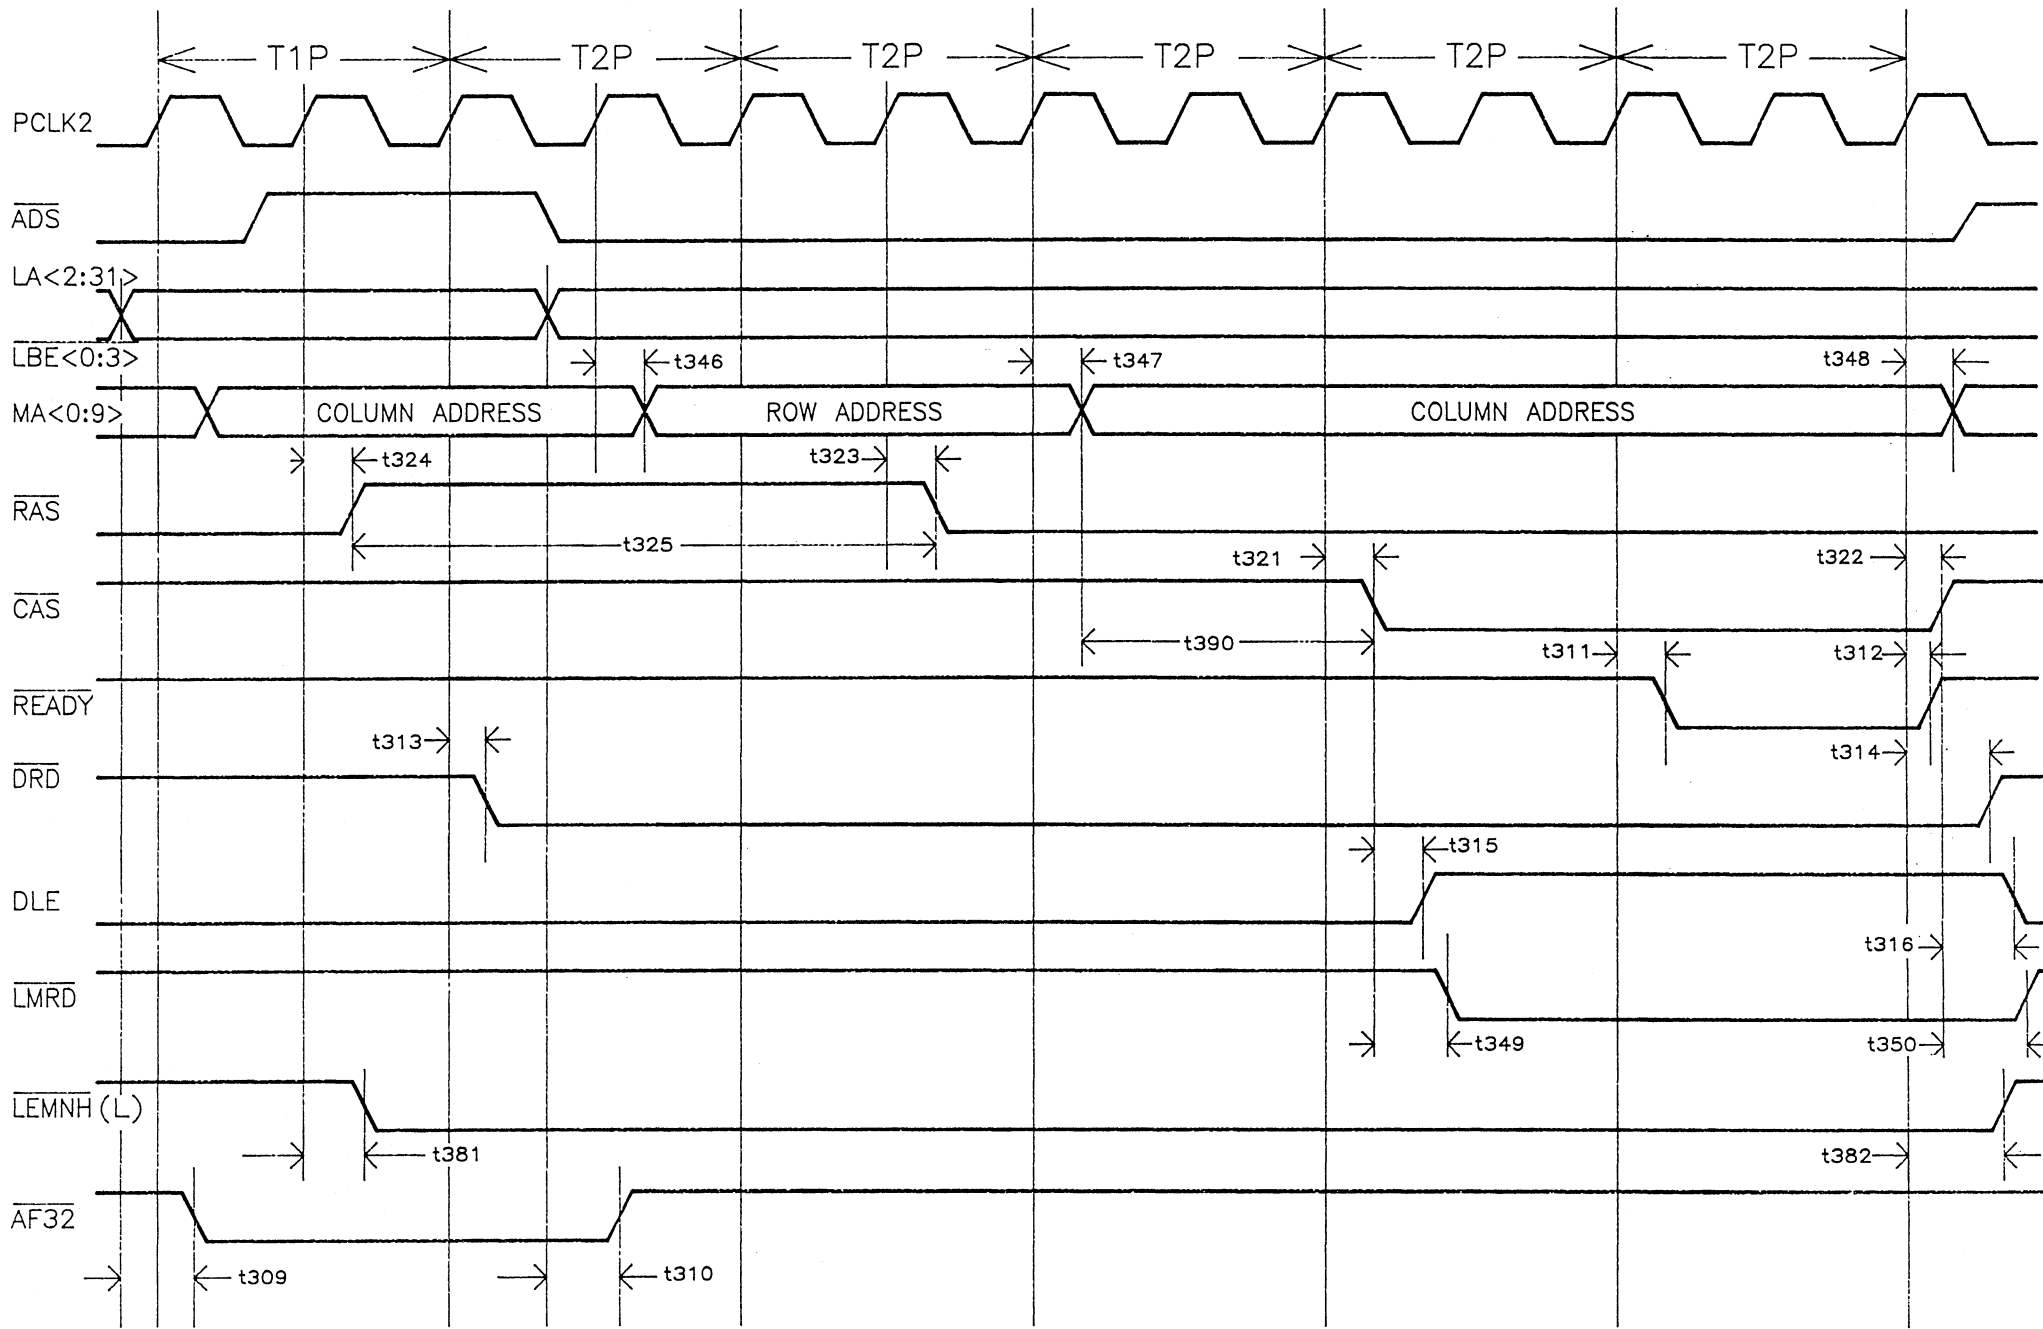 T1P T2P T2P T2P T2P T2P
PCLK2
ADS
LA<2:31>
LBE<0:3>
t346 t347 t348
MA<0:9> COLUMN ADDRESS ROW ADDRESS COLUMN ADDRESS
t324 t323
RAS
t325
t321 t322
CAS
t390 t311 t312
READY
t313 t314
DRD
t315
DLE
t316
LMRD
t349 t350
LEMNH (L)
t381 t382
AF32
t309 t310